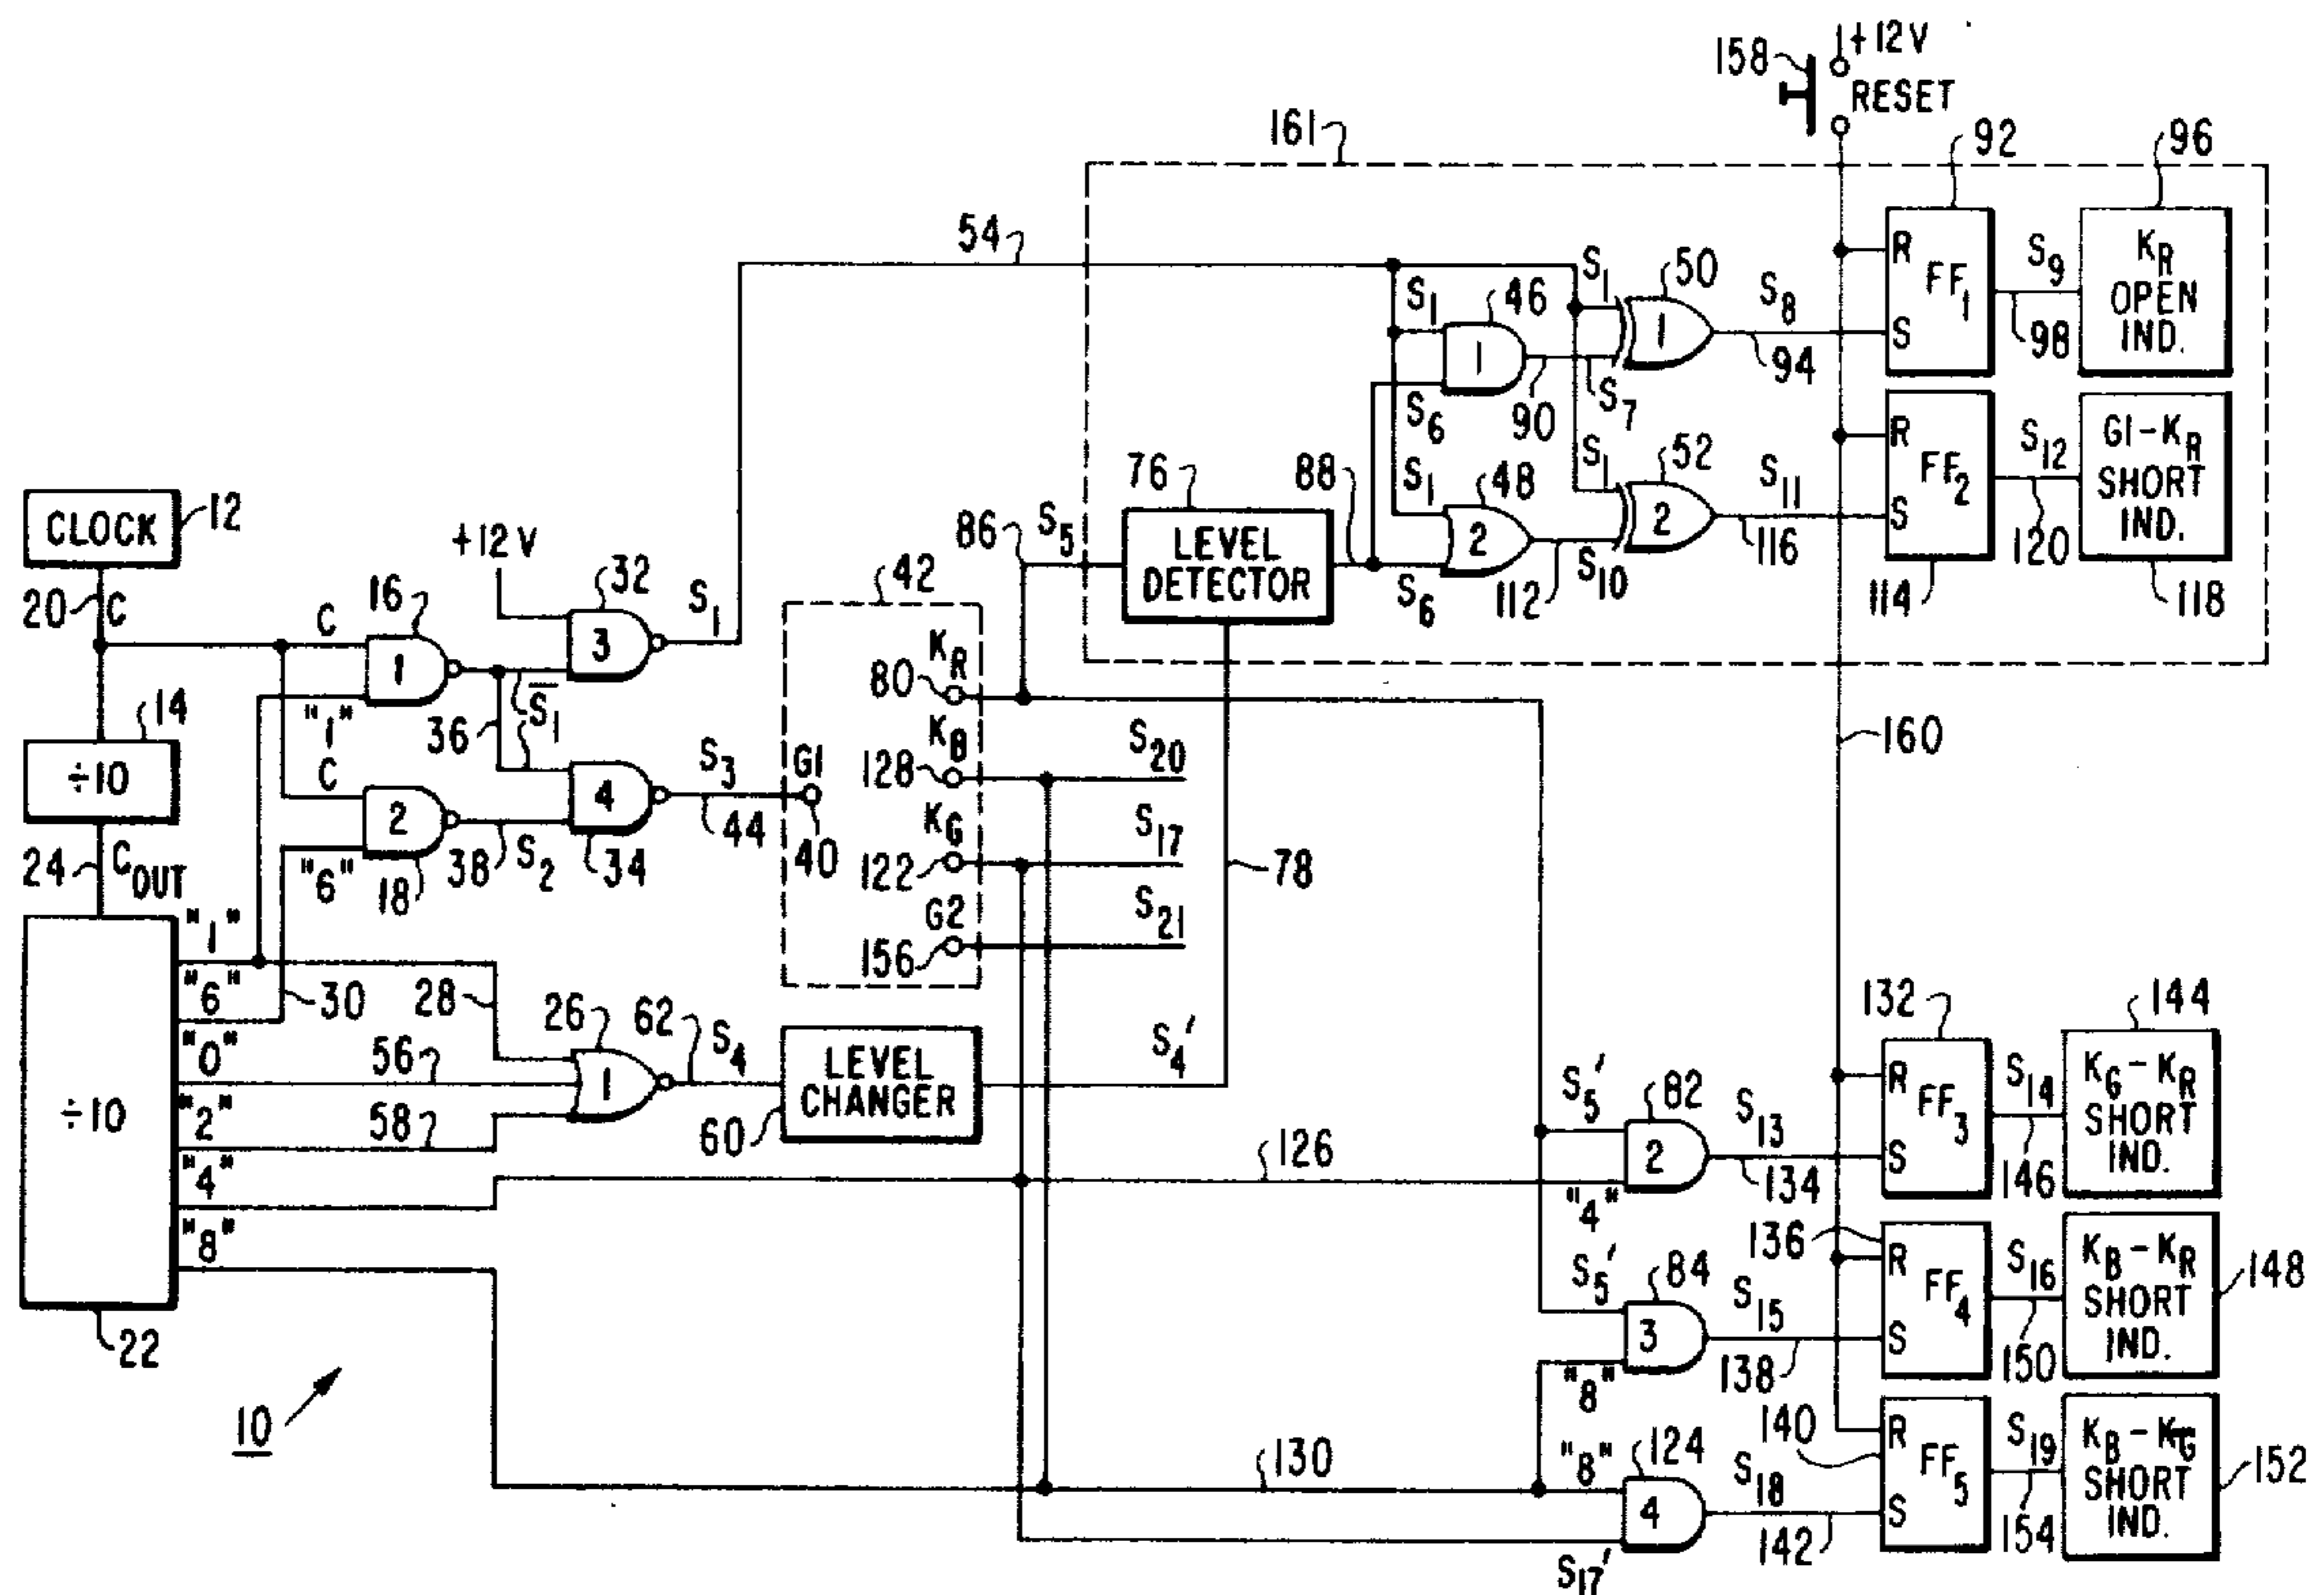 +12V
158
RESET
161
92
96
54
S1
50
S8
R
FF1
S
S9
KR
OPEN
IND.
S1
46
1
1
94
98
S6
90
S7
76
88
S1
48
S1
52
S11
R
FF2
S
S12
G1-KR
SHORT
IND.
CLOCK
12
+12V
32
S1
42
86
S5
LEVEL
DETECTOR
2
2
S6
112
S10
116
114
120
118
20
C
C
16
1
3
KR
80
14
÷10
"1"
36
S1
C
KB
128
S20
160
2
4
S3
G1
KG
122
S17
24
COUT
"6"
18
38
S2
34
44
40
78
G2
156
S21
"1"
"6"
30
28
26
62
S4
"0"
56
1
LEVEL
CHANGER
S4'
132
144
÷10
"2"
58
60
S5'
82
S13
R
FF3
S
S14
KG-KR
SHORT
IND.
"4"
126
2
"4"
134
146
"8"
136
S5'
84
S15
R
FF4
S
S16
KB-KR
SHORT
IND.
148
22
3
"8"
138
150
10
130
"8"
124
S18
140
R
FF5
S
S19
KB-KG
SHORT
IND.
152
4
142
154
S17'